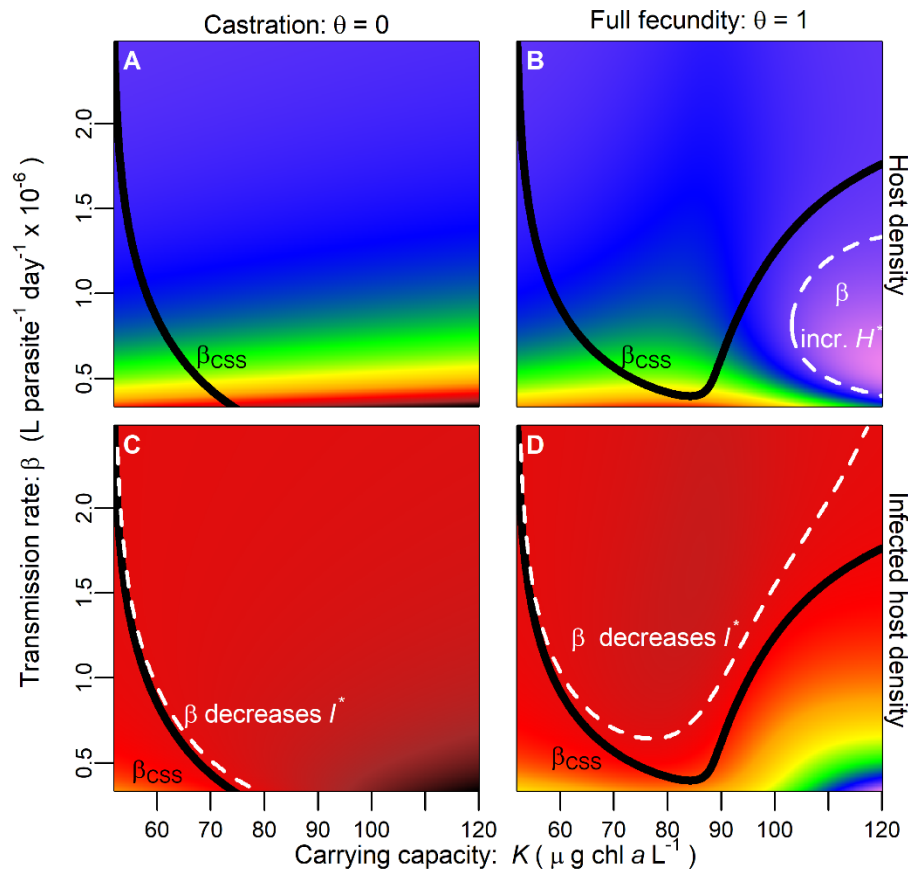 Castration: θ = 0
Full fecundity: θ = 1
Transmission rate: β (L parasite⁻¹ day⁻¹ x 10⁻⁶)
A
2.0
1.5
1.0
0.5
βCSS
B
βCSS
β
incr. H*
Host density
C
2.0
1.5
1.0
0.5
β decreases I*
βCSS
D
β decreases I*
βCSS
Infected host density
60 70 80 90 100 120
60 80 100 120
Carrying capacity: K ( μ g chl a L⁻¹ )